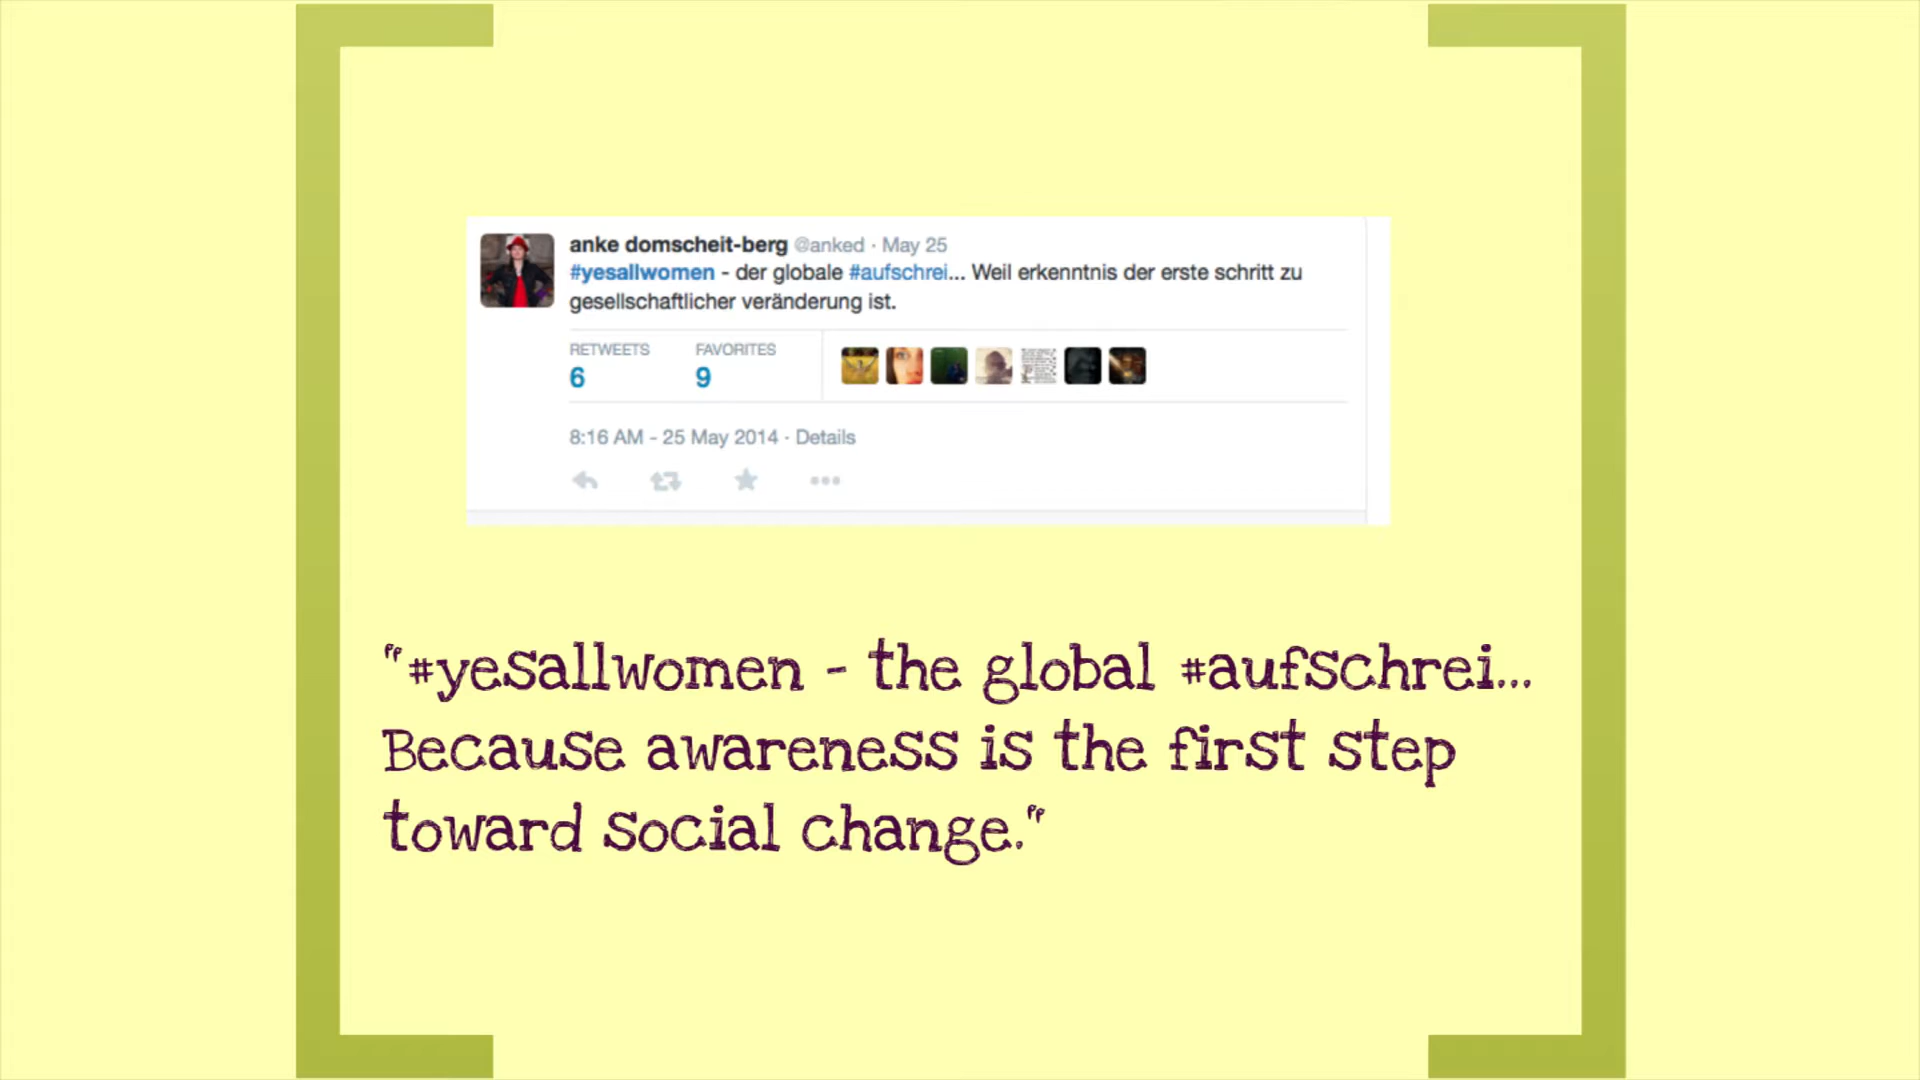 anke domscheit-berg @anked · May 25
#yesallwomen - der globale #aufschrei... Weil erkenntnis der erste schritt zu
gesellschaftlicher veränderung ist.
RETWEETS FAVORITES
6 9
8:16 AM - 25 May 2014 · Details
"#yesallwomen - the global #aufschrei...
Because awareness is the first step
toward social change."